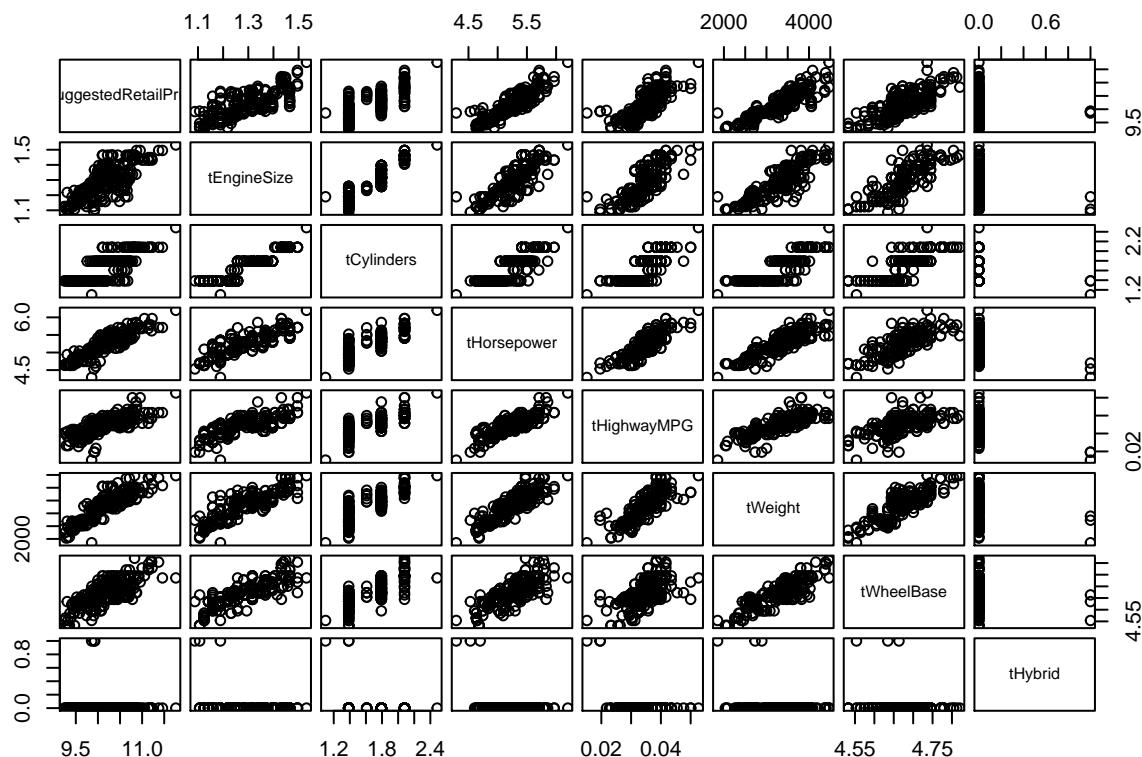 1.1 1.3 1.5 4.5 5.5 2000 4000 0.0 0.6
uggestedRetailPr
9.5
1.5
tEngineSize
1.1
2.2
tCylinders
1.2
6.0
tHorsepower
4.5
tHighwayMPG
0.02
tWeight
2000
tWheelBase
4.55
0.8
tHybrid
0.0
9.5 11.0 1.2 1.8 2.4 0.02 0.04 4.55 4.75